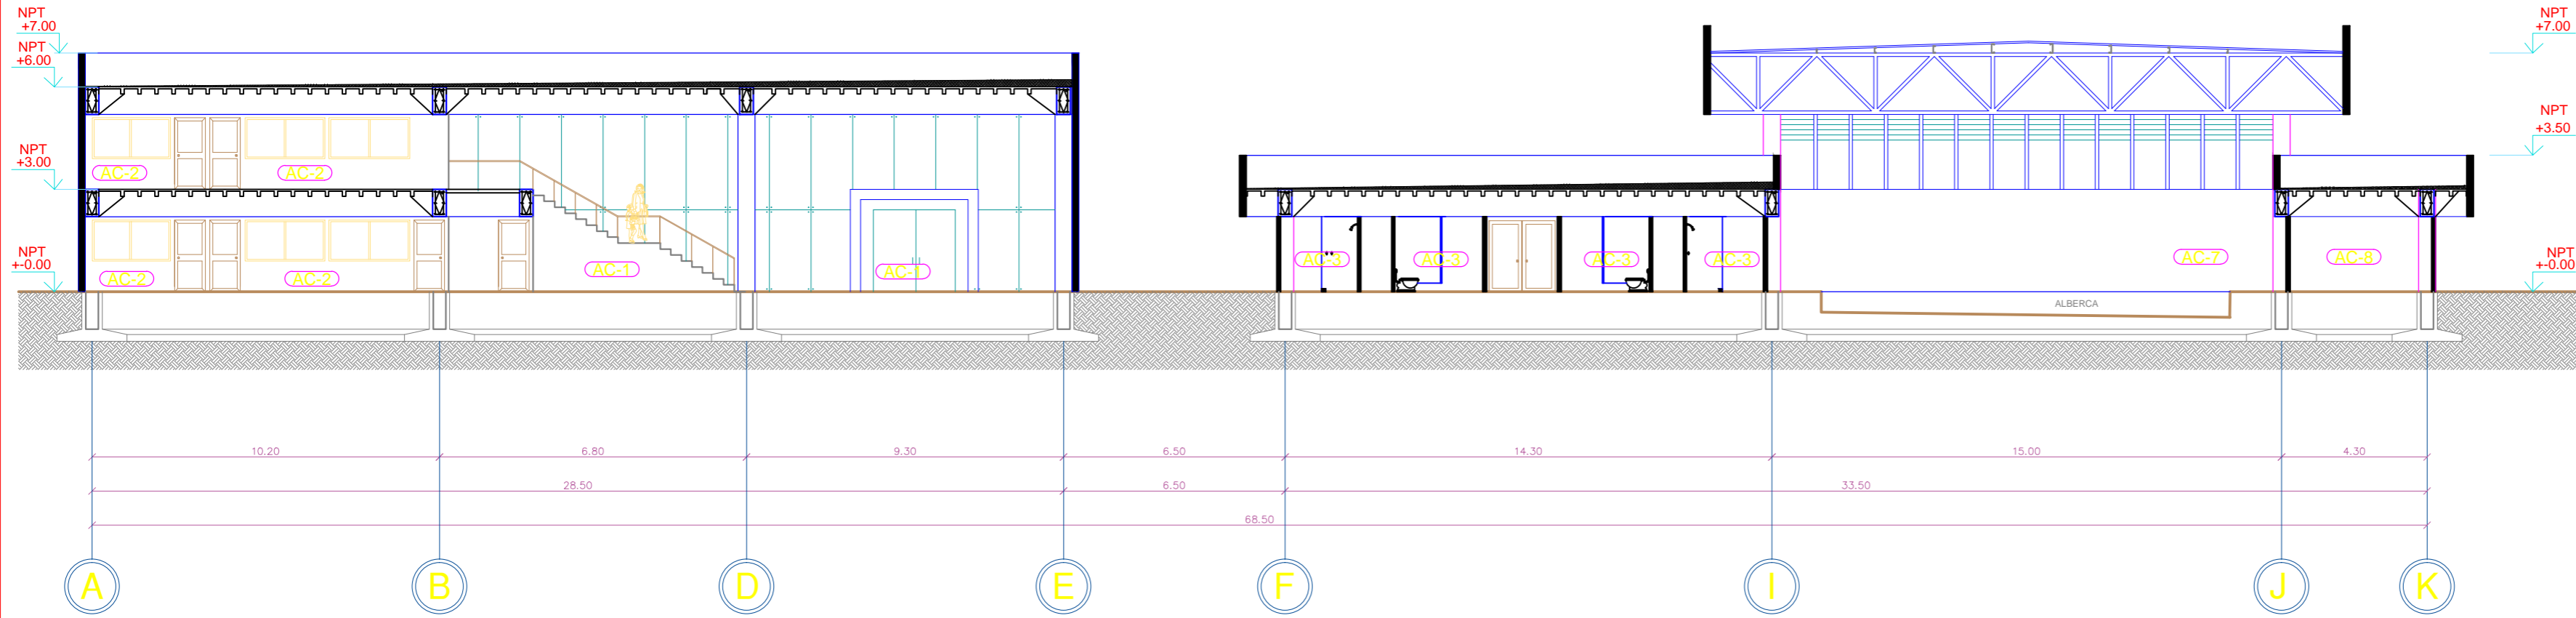 NPT
+7.00
NPT
+6.00
NPT
+3.00
NPT
+-0.00
NPT
+7.00
NPT
+3.50
NPT
+-0.00
AC-2
AC-2
AC-2
AC-2
AC-1
AC-1
AC-3
AC-3
AC-3
AC-3
AC-7
AC-8
ALBERCA
10.20
6.80
9.30
6.50
14.30
15.00
4.30
28.50
6.50
33.50
68.50
A
B
D
E
F
I
J
K